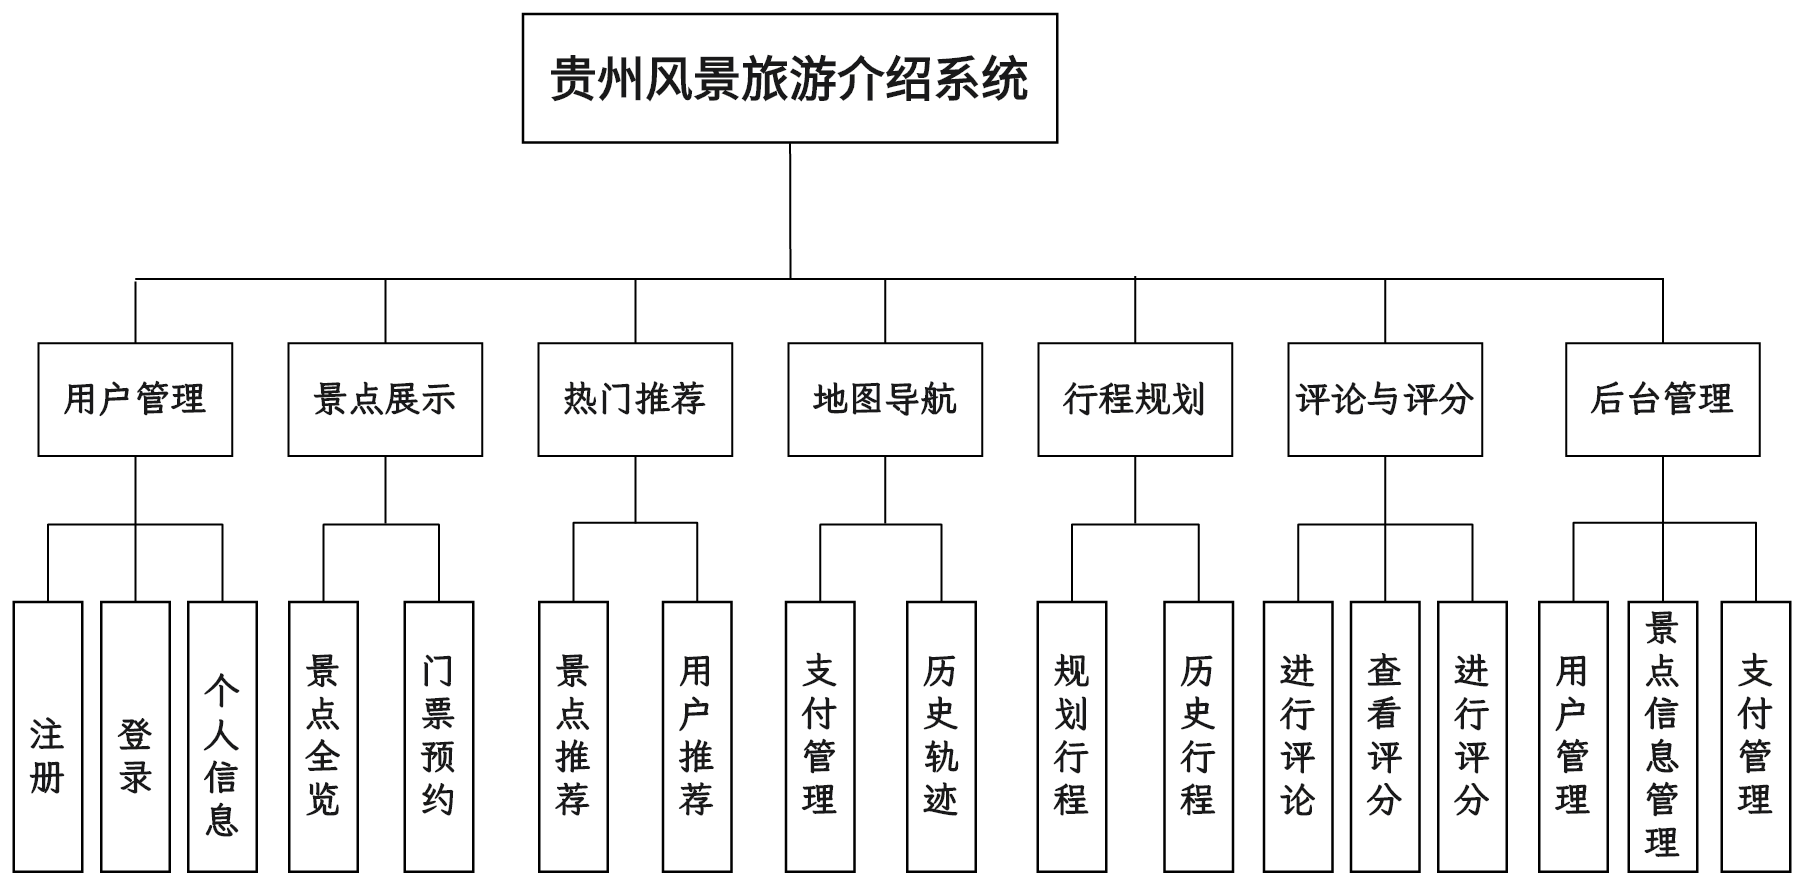 贵州风景旅游介绍系统
用户管理
景点展示
热门推荐
地图导航
行程规划
评论与评分
后台管理
注册
登录
个人信息
景点全览
门票预约
景点推荐
用户推荐
支付管理
历史轨迹
规划行程
历史行程
进行评论
查看评分
进行评分
用户管理
景点信息管理
支付管理